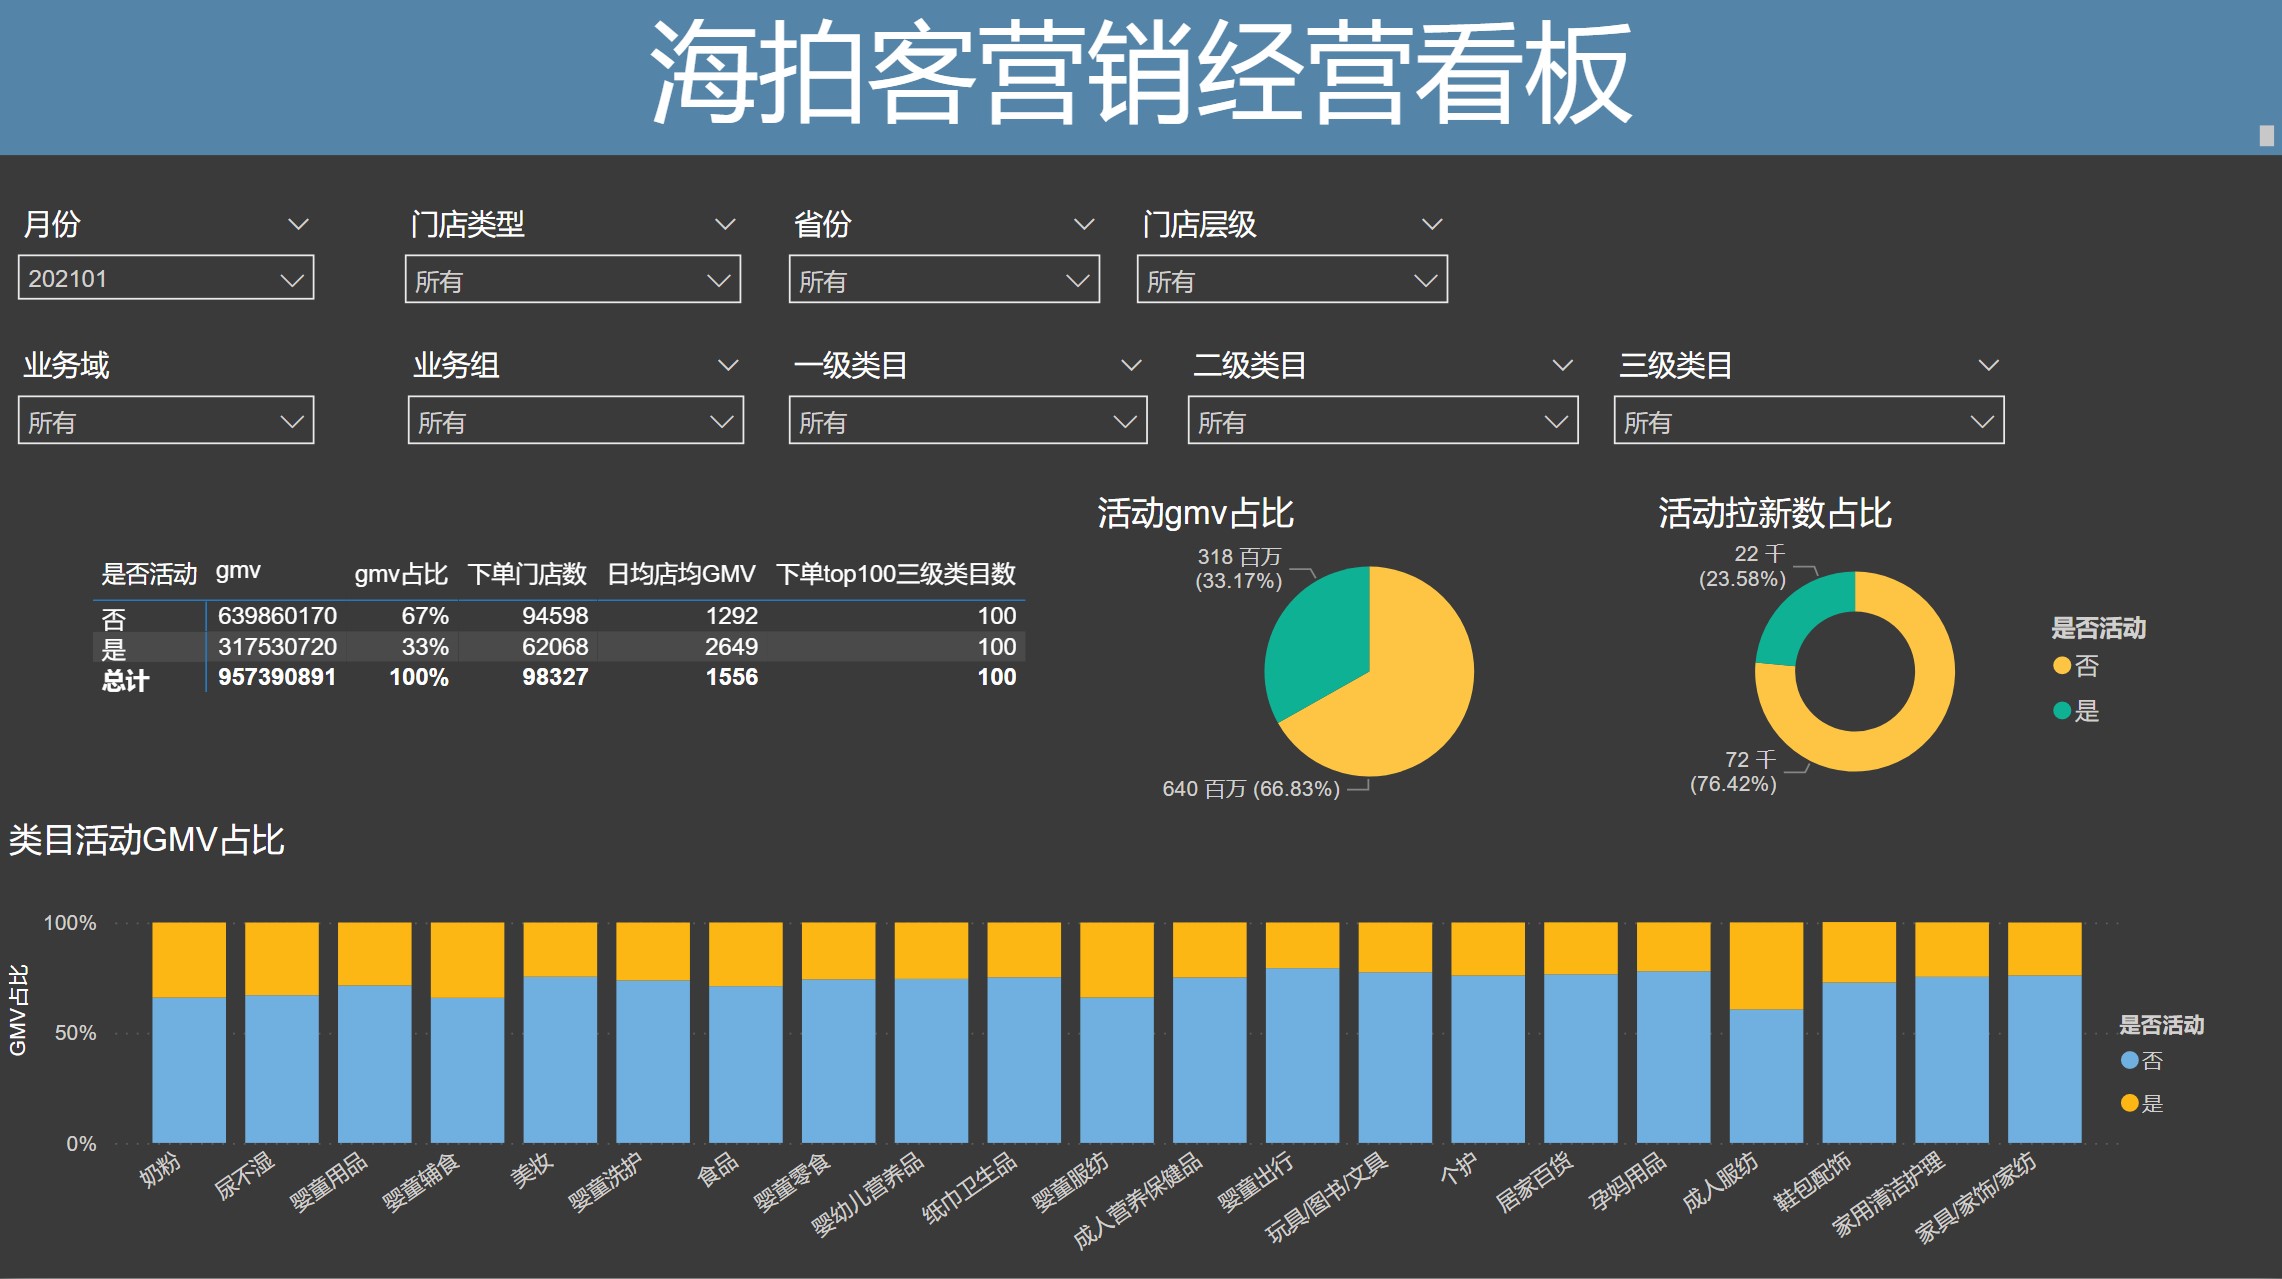 海拍客营销经营看板
月份
门店类型
省份
门店层级
202101
所有
所有
所有
业务域
业务组
一级类目
二级类目
三级类目
所有
所有
所有
所有
所有
是否活动 gmv gmv占比 下单门店数 日均店均GMV 下单top100三级类目数
否 639860170 67% 94598 1292 100
是 317530720 33% 62068 2649 100
总计 957390891 100% 98327 1556 100
活动gmv占比
318 百万
(33.17%)
640 百万 (66.83%)
活动拉新数占比
22 千
(23.58%)
72 千
(76.42%)
是否活动
否
是
类目活动GMV占比
GMV占比
100%
50%
0%
奶粉
尿不湿
婴童用品
婴童辅食
美妆
婴童洗护
食品
婴童零食
婴幼儿营养品
纸巾卫生品
婴童服纺
成人营养保健品
婴童出行
玩具/图书/文具
个护
居家百货
孕妈用品
成人服纺
鞋包配饰
家用清洁护理
家具/家饰/家纺
是否活动
否
是